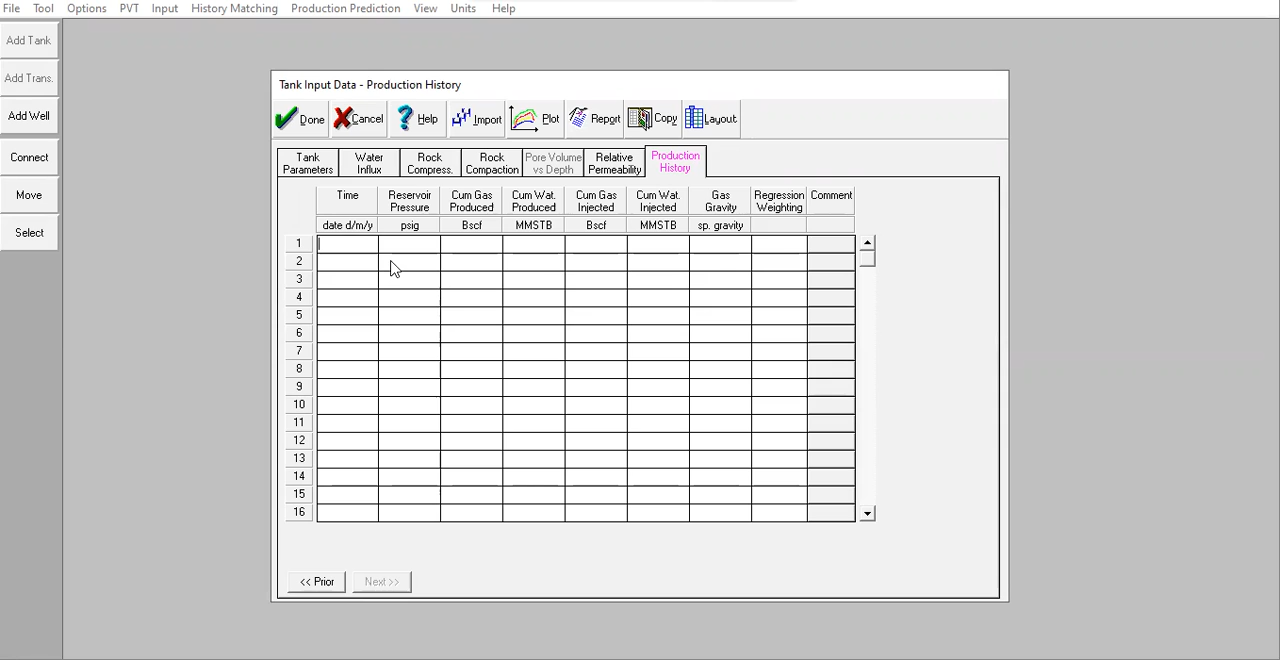 File Tool Options PVT Input History Matching Production Prediction View Units Help
Add Tank
Add Trans.
Add Well
Connect
Move
Select
Tank Input Data - Production History
Done Cancel Help Import Plot Report Copy Layout
Tank Parameters
Water Influx
Rock Compress.
Rock Compaction
Pore Volume vs Depth
Relative Permeability
Production History
Time
Reservoir Pressure
Cum Gas Produced
Cum Wat. Produced
Cum Gas Injected
Cum Wat. Injected
Gas Gravity
Regression Weighting
Comment
date d/m/y psig Bscf MMSTB Bscf MMSTB sp. gravity
1
2
3
4
5
6
7
8
9
10
11
12
13
14
15
16
<< Prior Next >>